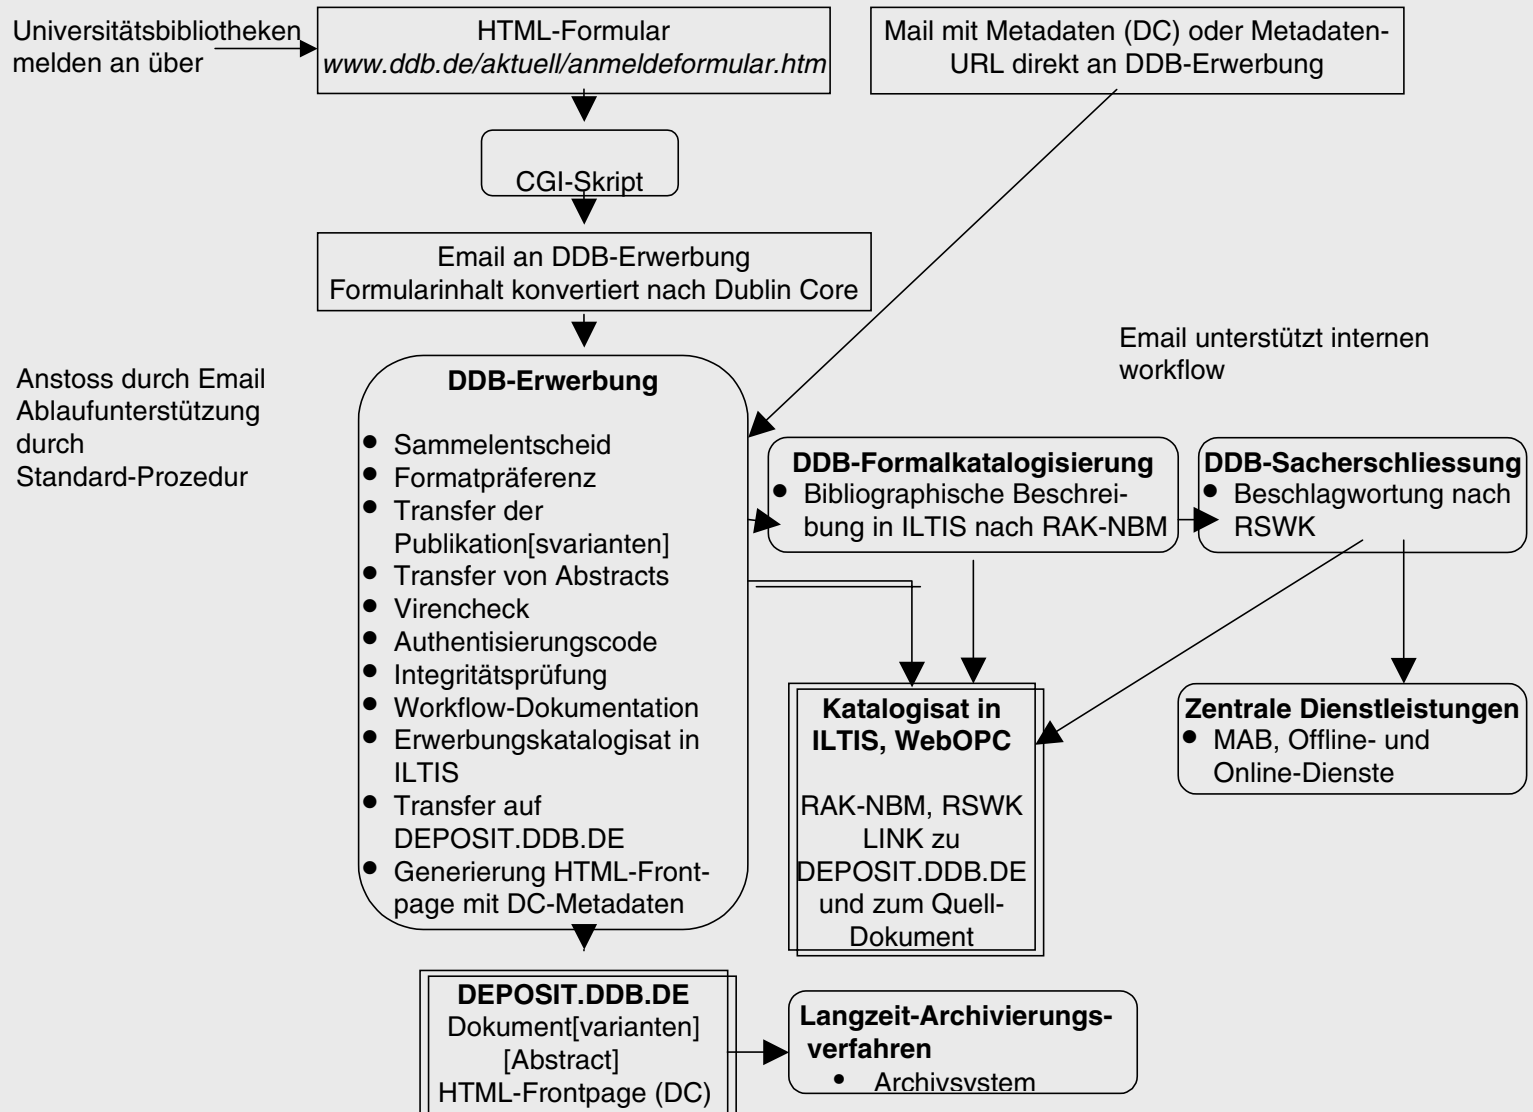 Universitätsbibliotheken
melden an über
HTML-Formular
www.ddb.de/aktuell/anmeldeformular.htm
Mail mit Metadaten (DC) oder Metadaten-
URL direkt an DDB-Erwerbung
CGI-Skript
Email an DDB-Erwerbung
Formularinhalt konvertiert nach Dublin Core
Email unterstützt internen
workflow
Anstoss durch Email
Ablaufunterstützung
durch
Standard-Prozedur
DDB-Erwerbung
• Sammelentscheid
• Formatpräferenz
• Transfer der
Publikation[svarianten]
• Transfer von Abstracts
• Virencheck
• Authentisierungscode
• Integritätsprüfung
• Workflow-Dokumentation
• Erwerbungskatalogisat in
ILTIS
• Transfer auf
DEPOSIT.DDB.DE
• Generierung HTML-Front-
page mit DC-Metadaten
DDB-Formalkatalogisierung
• Bibliographische Beschrei-
bung in ILTIS nach RAK-NBM
DDB-Sacherschliessung
• Beschlagwortung nach
RSWK
Katalogisat in
ILTIS, WebOPC
RAK-NBM, RSWK
LINK zu
DEPOSIT.DDB.DE
und zum Quell-
Dokument
Zentrale Dienstleistungen
• MAB, Offline- und
Online-Dienste
DEPOSIT.DDB.DE
Dokument[varianten]
[Abstract]
HTML-Frontpage (DC)
Langzeit-Archivierungs-
verfahren
• Archivsystem